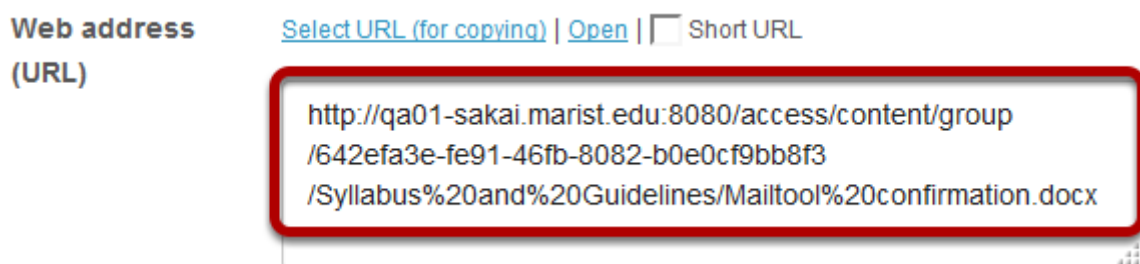 Web address Select URL (for copying) | Open | Short URL
(URL)
http://qa01-sakai.marist.edu:8080/access/content/group
/642efa3e-fe91-46fb-8082-b0e0cf9bb8f3
/Syllabus%20and%20Guidelines/Mailtool%20confirmation.docx